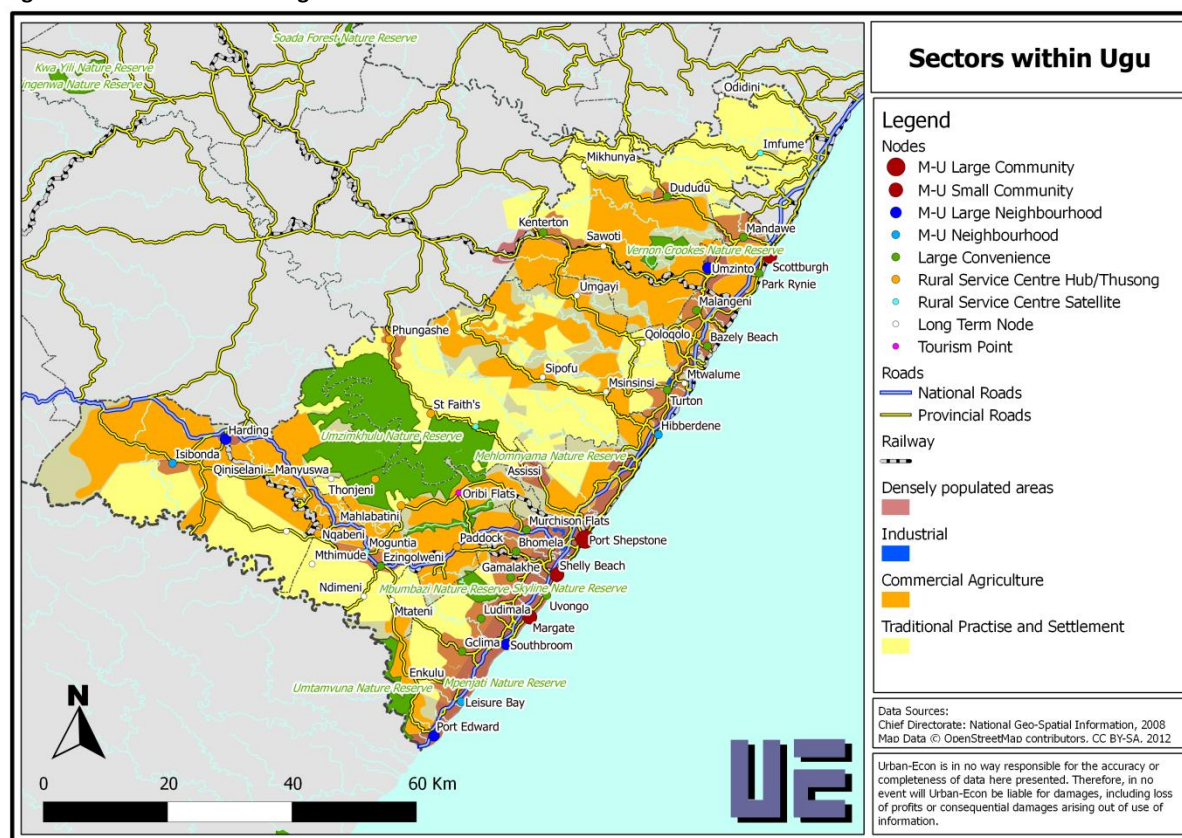 Sectors within Ugu
Legend
Nodes
M-U Large Community
M-U Small Community
M-U Large Neighbourhood
M-U Neighbourhood
Large Convenience
Rural Service Centre Hub/Thusong
Rural Service Centre Satellite
Long Term Node
Tourism Point
Roads
National Roads
Provincial Roads
Railway
Densely populated areas
Industrial
Commercial Agriculture
Traditional Practise and Settlement
Data Sources:
Chief Directorate: National Geo-Spatial Information, 2008
Map Data © OpenStreetMap contributors, CC BY-SA, 2012
Urban-Econ is in no way responsible for the accuracy or
completeness of data here presented. Therefore, in no
event will Urban-Econ be liable for damages, including loss
of profits or consequential damages arising out of use of
information.
Soada Forest Nature Reserve
Kwa Yili Nature Reserve
ingenwa Nature Reserve
Odidini
Imfume
Mikhunya
Dududu
Kenterton
Sawoti
Mandawe
Vernon Crookes Nature Reserve
Umzinto
Scottburgh
Park Rynie
Umgayi
Malangeni
Phungashe
Qoloqolo
Bazely Beach
Sipofu
Msinsinsi
Mtwalume
Turton
St Faith's
Hibberdene
Harding
Umzimkhulu Nature Reserve
Mehlomnyama Nature Reserve
Isibonda
Qiniselani - Manyuswa
Assissi
Thonjeni
Oribi Flats
Mahlabatini
Murchison Flats
Nqabeni
Moguntia
Paddock
Bhomela
Port Shepstone
Mthimude
Ezingolweni
Gamalakhe
Shelly Beach
Ndimeni
Mbumbazi Nature Reserve
Skyline Nature Reserve
Mtateni
Ludimala
Uvongo
Margate
Gclima
Southbroom
Enkulu
Umtamvuna Nature Reserve
Mpenjati Nature Reserve
Leisure Bay
Port Edward
N
0 20 40 60 Km
UE